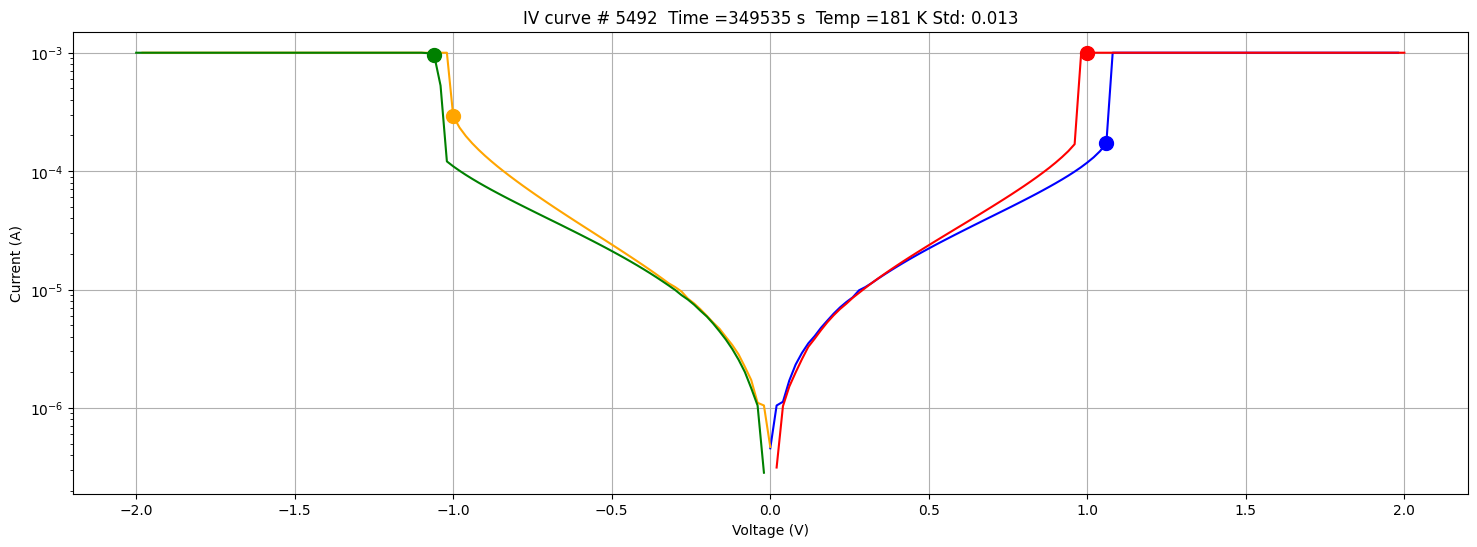 IV curve # 5492  Time =349535 s  Temp =181 K Std: 0.013
Current (A)
10⁻³
10⁻⁴
10⁻⁵
10⁻⁶
−2.0 −1.5 −1.0 −0.5 0.0 0.5 1.0 1.5 2.0
Voltage (V)